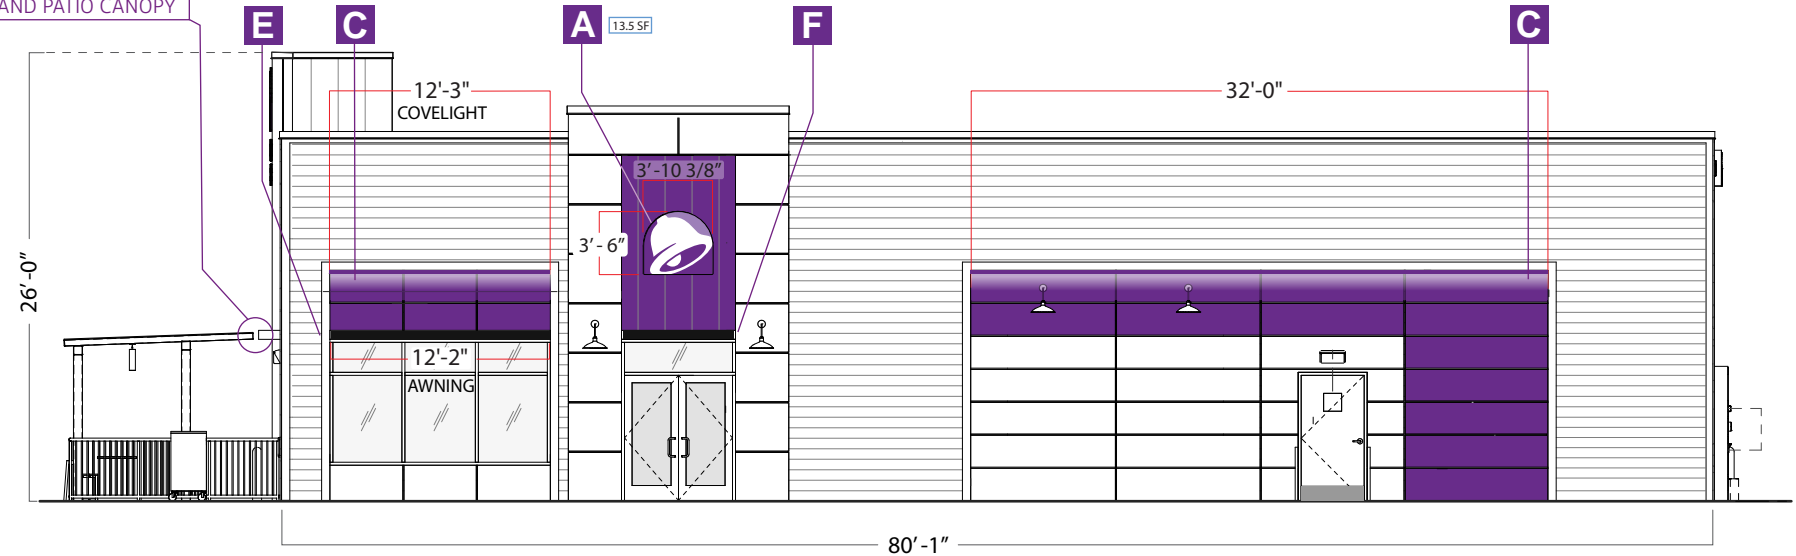 AND PATIO CANOPY
E
C
A
13.5 SF
F
C
12'-3"
COVELIGHT
32'-0"
3'-10 3/8"
3'-6"
26'-0"
12'-2"
AWNING
80'-1"